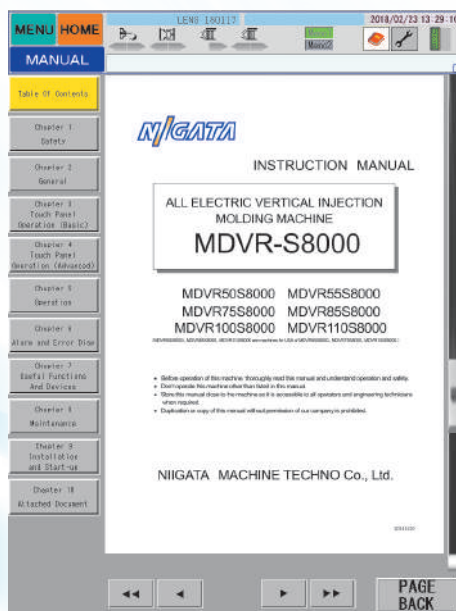 MENU HOME
LENS-180117
2018/02/23 13:29:10
MANUAL
Table Of Contents
Chapter 1
Safety
Chapter 2
General
Chapter 3
Touch Panel
Operation (Basic)
Chapter 4
Touch Panel
Operation (Advanced)
Chapter 5
Operation
Chapter 6
Alarm and Error Disp
Chapter 7
Useful Functions
And Devices
Chapter 8
Maintenance
Chapter 9
Installation
and Start-up
Chapter 10
Attached Document
NIIGATA
INSTRUCTION MANUAL
ALL ELECTRIC VERTICAL INJECTION
MOLDING MACHINE
MDVR-S8000
MDVR50S8000 MDVR55S8000
MDVR75S8000 MDVR85S8000
MDVR100S8000 MDVR110S8000
• Before operation of this machine, thoroughly read this manual and understand operation and safety.
• Don't operate this machine other than listed in this manual.
• Store this manual close to the machine so it is accessible to all operators and engineering technicians
when required.
• Duplication or copy of this manual without permission of our company is prohibited.
NIIGATA MACHINE TECHNO Co., Ltd.
PAGE
BACK